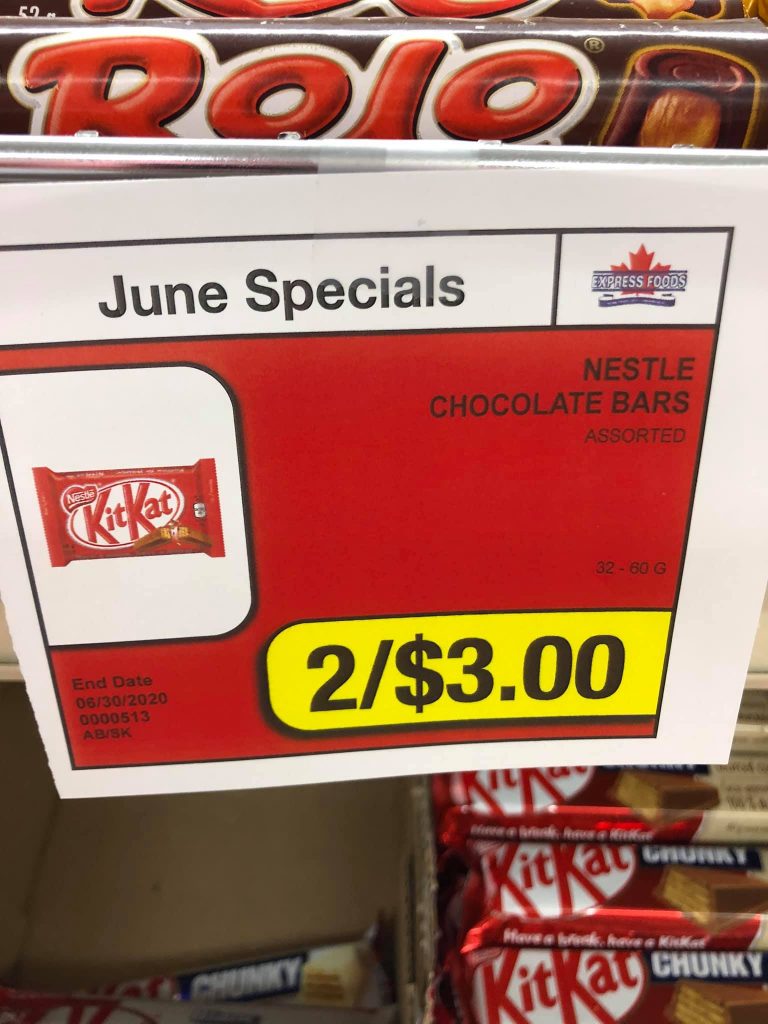 52 g
Rolo®
June Specials
EXPRESS FOODS
NESTLE
CHOCOLATE BARS
ASSORTED
Nestlé
KitKat
32 - 60 G
2/$3.00
End Date
06/30/2020
0000513
AB/SK
KitKat CHUNKY
Have a break, have a KitKat
KitKat CHUNKY
Have a break, have a KitKat
KitKat CHUNKY
CHUNKY